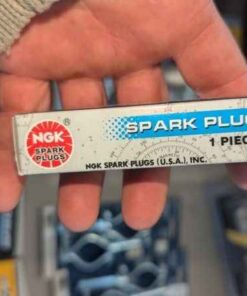 NGK
SPARK
PLUGS
®
SPARK PLU
1 PIEC
NGK SPARK PLUGS (U.S.A.), INC.